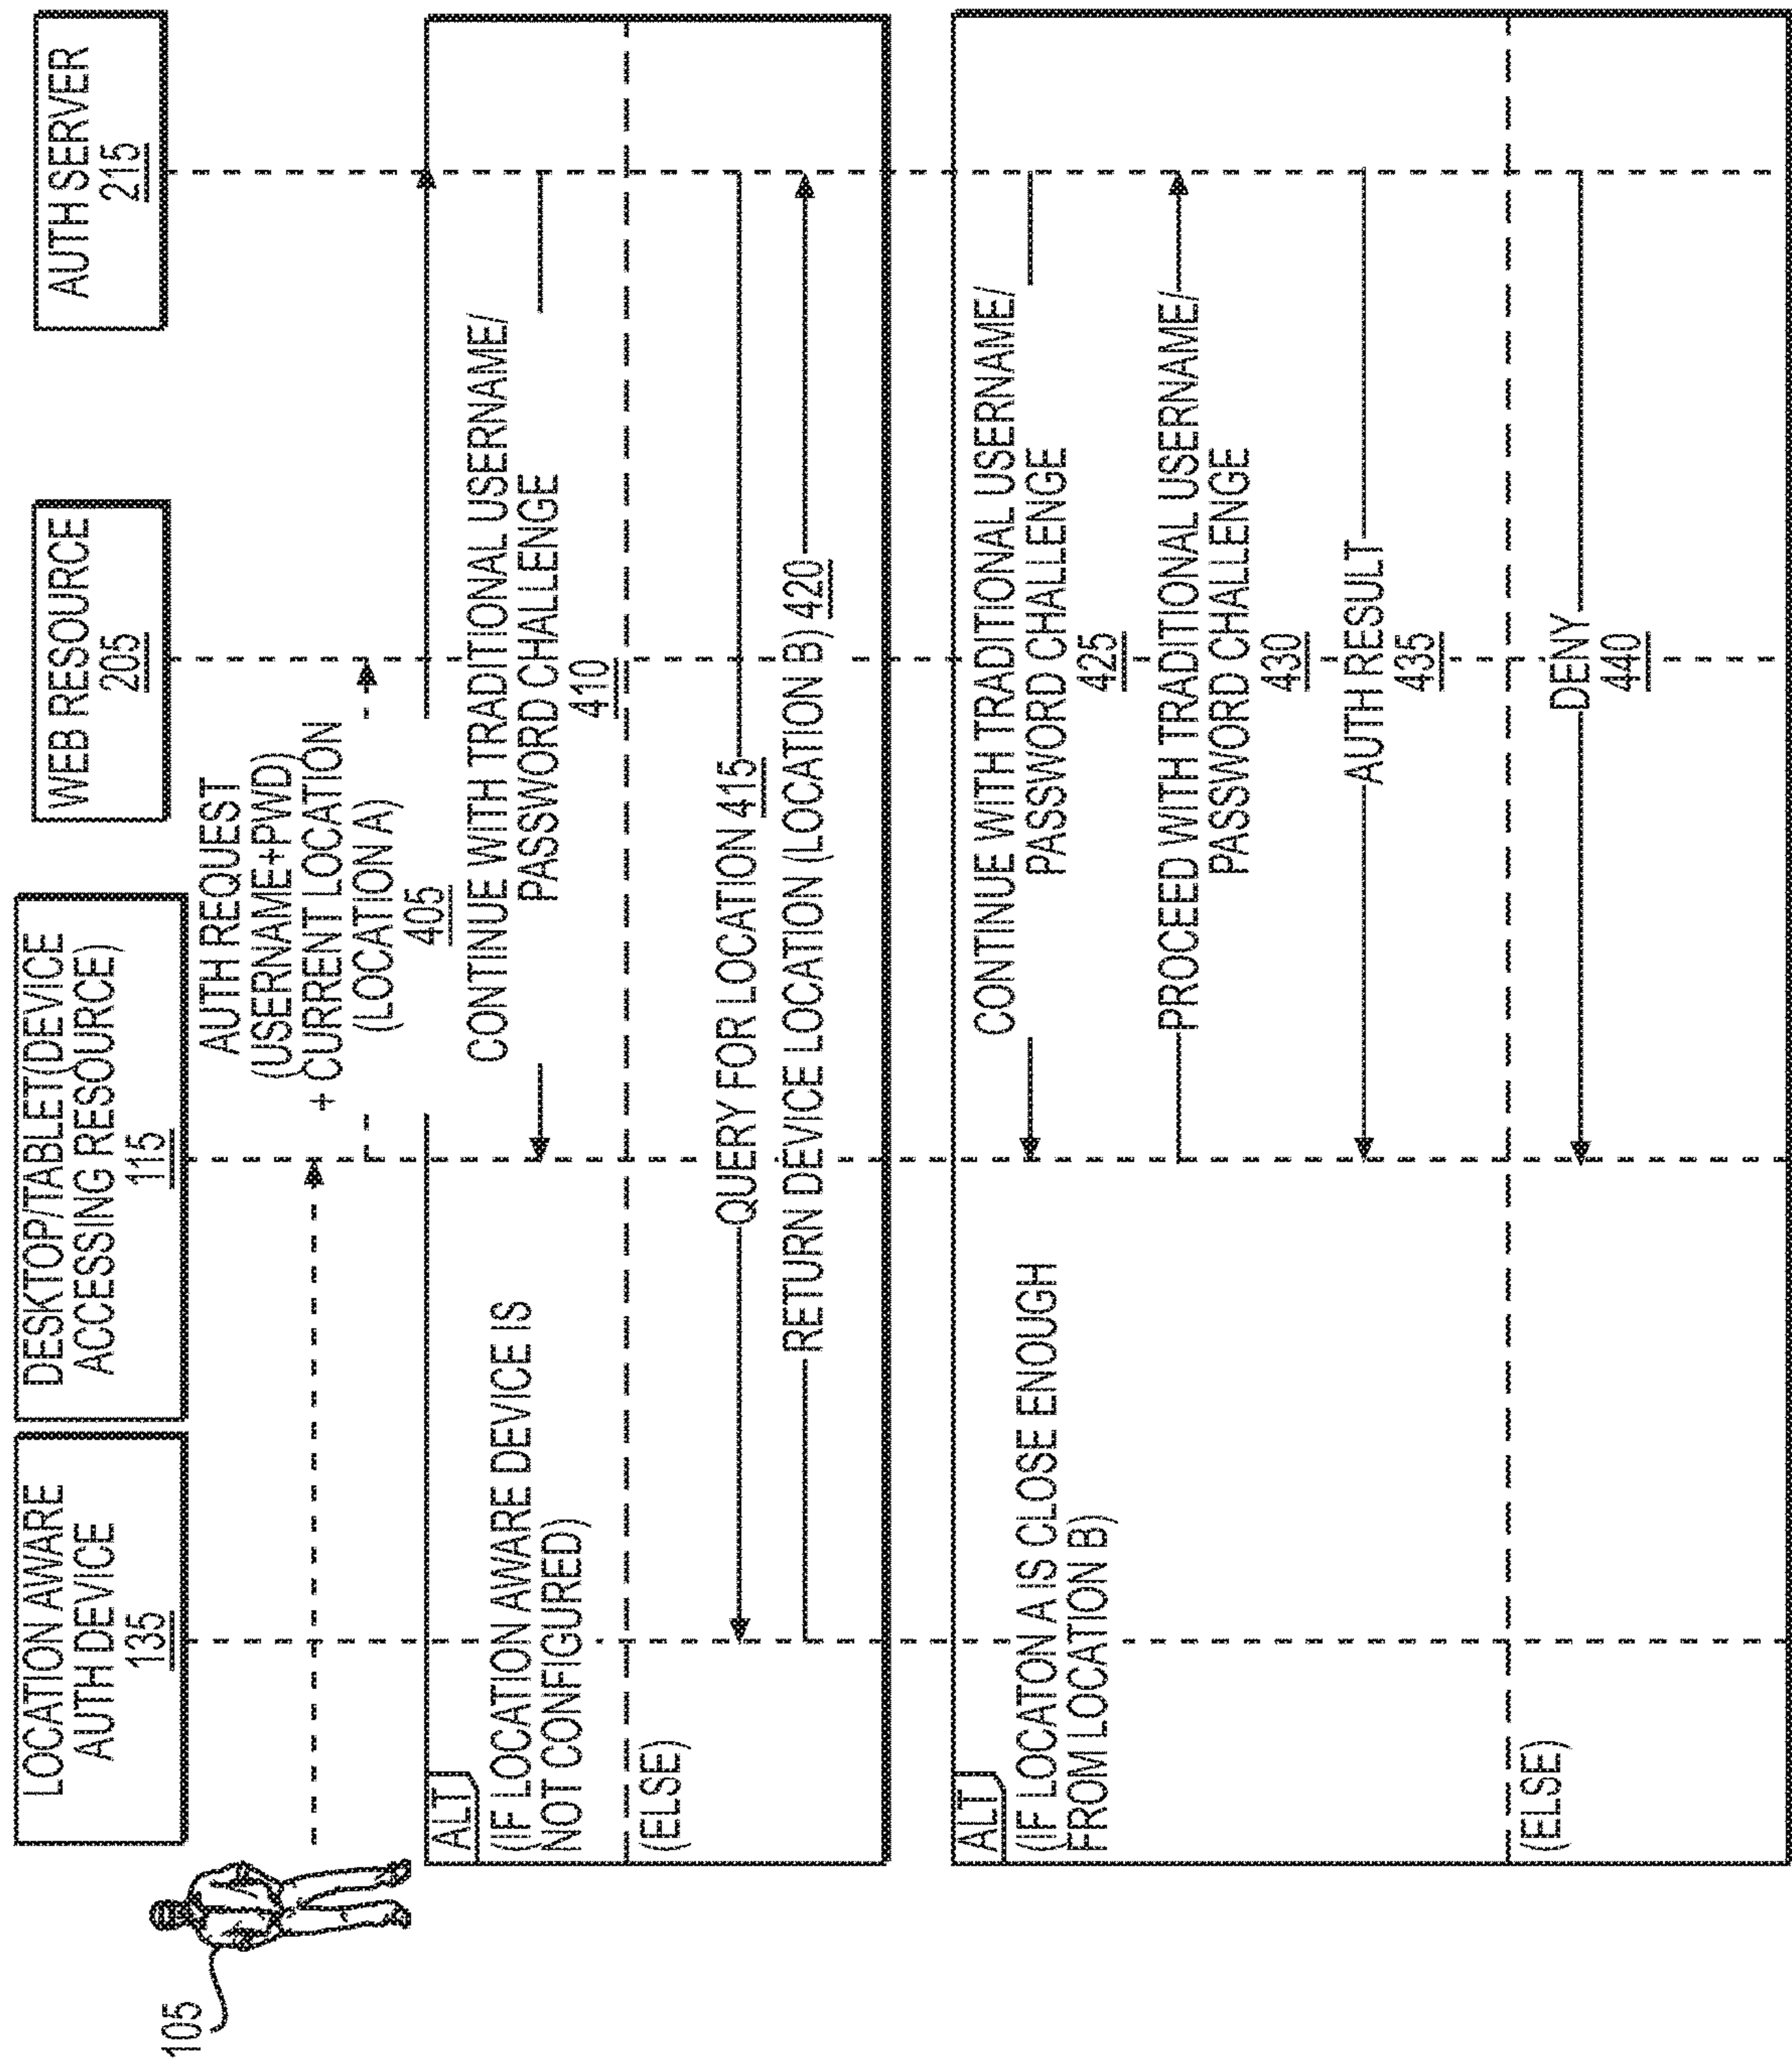 105
LOCATION AWARE
AUTH DEVICE
135
DESKTOP/TABLET(DEVICE
ACCESSING RESOURCE)
115
WEB RESOURCE
205
AUTH SERVER
215
AUTH REQUEST
(USERNAME+PWD)
+ CURRENT LOCATION
(LOCATION A)
405
ALT
(IF LOCATION AWARE DEVICE IS
NOT CONFIGURED)
CONTINUE WITH TRADITIONAL USERNAME/
PASSWORD CHALLENGE
410
(ELSE)
QUERY FOR LOCATION 415
RETURN DEVICE LOCATION (LOCATION B) 420
ALT
(IF LOCATON A IS CLOSE ENOUGH
FROM LOCATION B)
CONTINUE WITH TRADITIONAL USERNAME/
PASSWORD CHALLENGE
425
PROCEED WITH TRADITIONAL USERNAME/
PASSWORD CHALLENGE
430
AUTH RESULT
435
(ELSE)
DENY
440